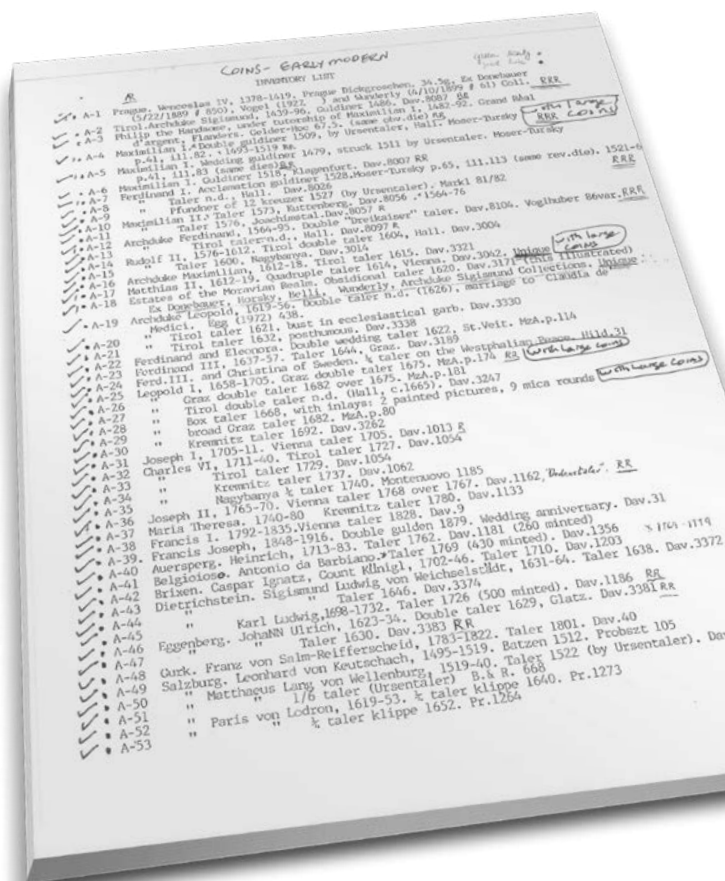 COINS - EARLY MODERN
INVENTORY LIST
AR
A-1 Prague. Wenceslas IV, 1378-1419, Prague Dickgroschen, 34.5g, Ex Donebauer
(5/22/1889 # 850), Vogel (1927, ) and Wunderly (4/10/1899 # 61) Coll. RRR
A-2 Tirol. Archduke Sigismund, 1439-96, Guldiner 1486. Dav.8087 RR
A-3 Philip the Handsome, under tutorship of Maximilian I, 1482-92. Grand Réal
d'argent, Flanders. Gelder-Hoc 67.5. (same obv.die) RR with large RRR coins
A-4 Maximilian I. Double guldiner 1509, by Ursentaler, Hall. Moser-Tursky
p.41, ill.82. 1493-1519 RR
A-5 Maximilian I. Wedding guldiner 1479, struck 1511 by Ursentaler. Moser-Tursky
p.41, ill.83 (same dies) RR
A-6 Maximilian I. Guldiner 1518, Klagenfurt. Dav.8007 RR
A-7 Ferdinand I. Acclamation guldiner 1528. Moser-Tursky p.65, ill.113 (same rev.die). 1521-6 RRR
A-8 " Taler n.d., Hall. Dav.8026
A-9 " Pfundner of 12 kreuzer 1527 (by Ursentaler). Markl 81/82
A-10 Maximilian II. Taler 1573, Kuttenberg. Dav.8056 1564-76
A-11 " Taler 1576, Joachimstal. Dav.8057 R
A-12 Archduke Ferdinand, 1564-95. Double "Dreikaiser" taler. Dav.8104. Voglhuber 86var. RRR
A-13 " Tirol taler n.d., Hall. Dav.8097 R
A-14 Rudolf II, 1576-1612. Tirol double taler 1604, Hall. Dav.3004
A-15 " Taler 1600, Nagybanya. Dav.3014
A-16 Archduke Maximilian, 1612-18. Tirol taler 1615. Dav.3321 with large coins
A-17 Matthias II, 1612-19, Quadruple taler 1614, Vienna. Dav.3042. Unique
A-18 Estates of the Moravian Realm. Obsidional taler 1620. Dav.3177 (this illustrated)
Ex Donebauer, Horsky, Helli, Wunderly, Archduke Sigismund Collections. Unique
A-19 Archduke Leopold, 1619-56. Double taler n.d. (1626), marriage to Claudia de
Medici. Egg (1972) 438.
A-20 " Tirol taler 1621, bust in ecclesiastical garb. Dav.3330
A-21 " Tirol taler 1632, posthumous. Dav.3338
A-22 Ferdinand and Eleonora. Double wedding taler 1622, St.Veit. MzA.p.114
A-23 Ferdinand III, 1637-57. Taler 1644, Graz. Dav.3189
A-24 Ferd.III. and Christina of Sweden. ¼ taler on the Westphalian Peace. Hild.31
A-25 Leopold I, 1658-1705. Graz double taler 1675. MzA.p.174 RR with large coins
A-26 " Graz double taler 1682 over 1675. MzA.p.181
A-27 " Tirol double taler n.d. (Hall, c.1665). Dav.3247
A-28 " Box taler 1668, with inlays: 2 painted pictures, 9 mica rounds with large coins
A-29 " broad Graz taler 1682. MzA.p.80
A-30 " Kremnitz taler 1692. Dav.3262
A-31 Joseph I, 1705-11. Vienna taler 1705. Dav.1013 R
A-32 Charles VI, 1711-40. Tirol taler 1727. Dav.1054
A-33 " Tirol taler 1729. Dav.1054
A-34 " Kremnitz taler 1737. Dav.1062
A-35 " Nagybanya ¼ taler 1740. Montenuovo 1185
A-36 Joseph II, 1765-70. Vienna taler 1768 over 1767. Dav.1162, RR
A-37 Maria Theresa. 1740-80 Kremnitz taler 1780. Dav.1133
A-38 Francis I. 1792-1835. Vienna taler 1828. Dav.9
A-39. Francis Joseph, 1848-1916. Double gulden 1879. Wedding anniversary. Dav.31
A-40 Auersperg. Heinrich, 1713-83. Taler 1762. Dav.1181 (260 minted)
A-41 Belgioioso. Antonio da Barbiano. Taler 1769 (430 minted). Dav.1356
A-42 Brixen. Caspar Ignatz, Count Künigl, 1702-46. Taler 1710. Dav.1203
A-43 Dietrichstein. Sigismund Ludwig von Weichselstädt, 1631-64. Taler 1638. Dav.3372
A-44 " " Taler 1646. Dav.3374
A-45 " Karl Ludwig, 1698-1732. Taler 1726 (500 minted). Dav.1186 RR
A-46 Eggenberg. JohaNN Ulrich, 1623-34. Double taler 1629, Glatz. Dav.3381 RR
A-47 " " Taler 1630. Dav.3383 RR
A-48 Gurk. Franz von Salm-Reifferscheid, 1783-1822. Taler 1801. Dav.40
A-49 Salzburg. Leonhard von Keutschach, 1495-1519. Batzen 1512. Probszt 105
A-50 " Matthaeus Lang von Wellenburg, 1519-40. Taler 1522 (by Ursentaler). Da
A-51 " " 1/6 taler (Ursentäler) B.& R. 668
A-52 " Paris von Lodron, 1619-53. ¼ taler klippe 1640. Pr.1273
A-53 " " ¼ taler klippe 1652. Pr.1264